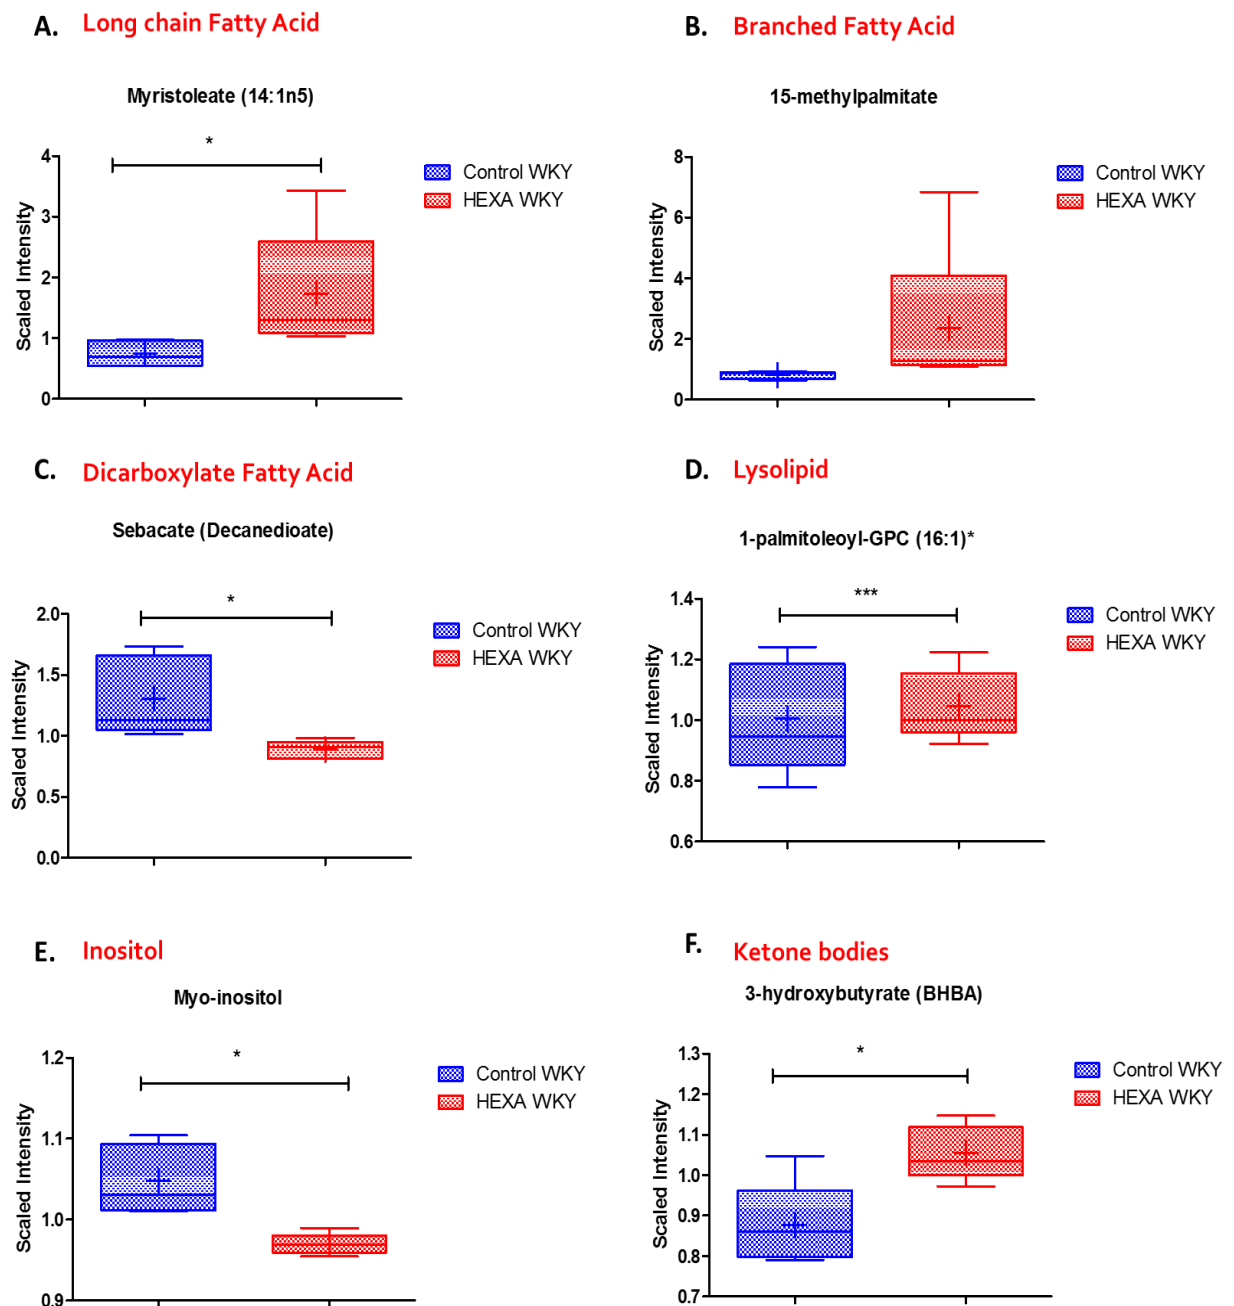 A. Long chain Fatty Acid
Myristoleate (14:1n5)
*
4
3
2
1
0
Scaled Intensity
Control WKY
HEXA WKY
B. Branched Fatty Acid
15-methylpalmitate
8
6
4
2
0
Scaled Intensity
Control WKY
HEXA WKY
C. Dicarboxylate Fatty Acid
Sebacate (Decanedioate)
*
2.0
1.5
1.0
0.5
0.0
Scaled Intensity
Control WKY
HEXA WKY
D. Lysolipid
1-palmitoleoyl-GPC (16:1)*
***
1.4
1.2
1.0
0.8
0.6
Scaled Intensity
Control WKY
HEXA WKY
E. Inositol
Myo-inositol
*
1.2
1.1
1.0
0.9
Scaled Intensity
Control WKY
HEXA WKY
F. Ketone bodies
3-hydroxybutyrate (BHBA)
*
1.3
1.2
1.1
1.0
0.9
0.8
0.7
Scaled Intensity
Control WKY
HEXA WKY